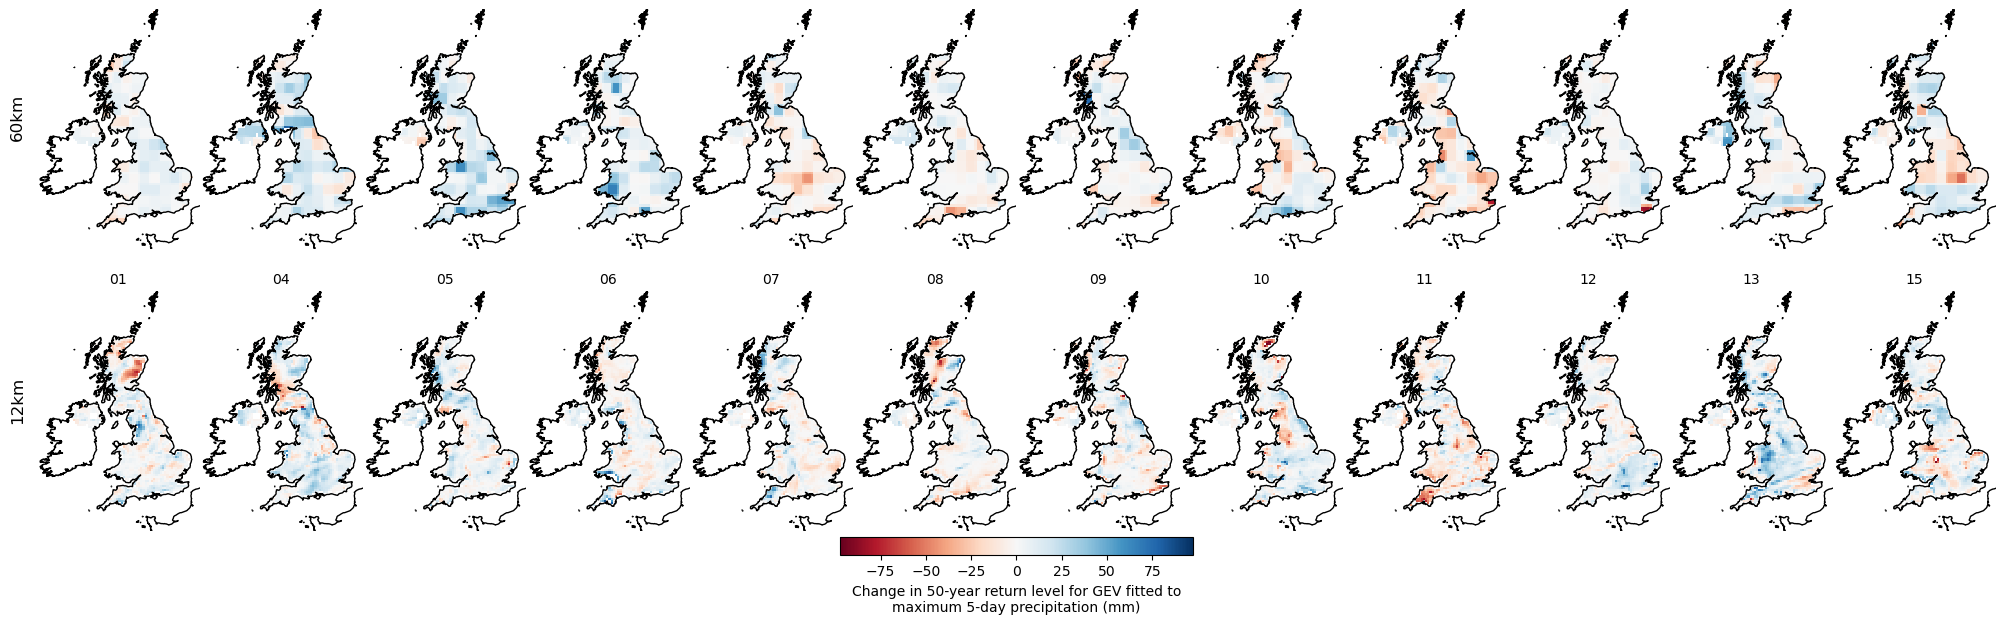 60km
01 04 05 06 07 08 09 10 11 12 13 15
12km
−75 −50 −25 0 25 50 75
Change in 50-year return level for GEV fitted to
maximum 5-day precipitation (mm)